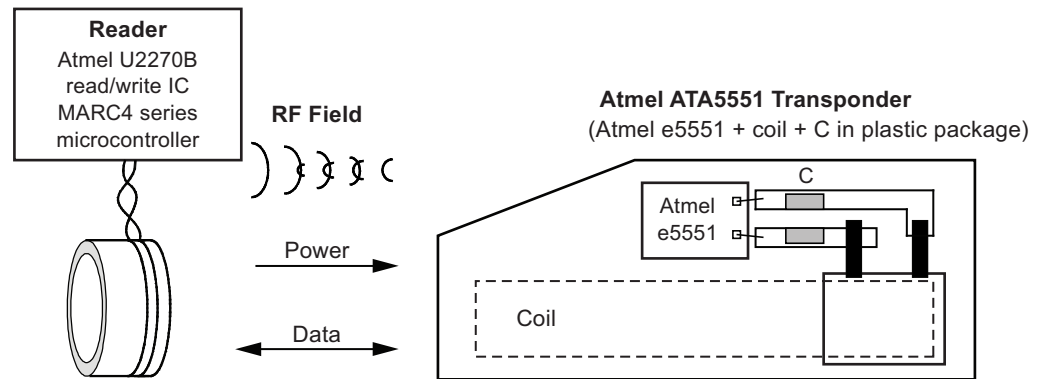 Reader
Atmel U2270B
read/write IC
MARC4 series
microcontroller
RF Field
Power
Data
Atmel ATA5551 Transponder
(Atmel e5551 + coil + C in plastic package)
C
Atmel
e5551
Coil